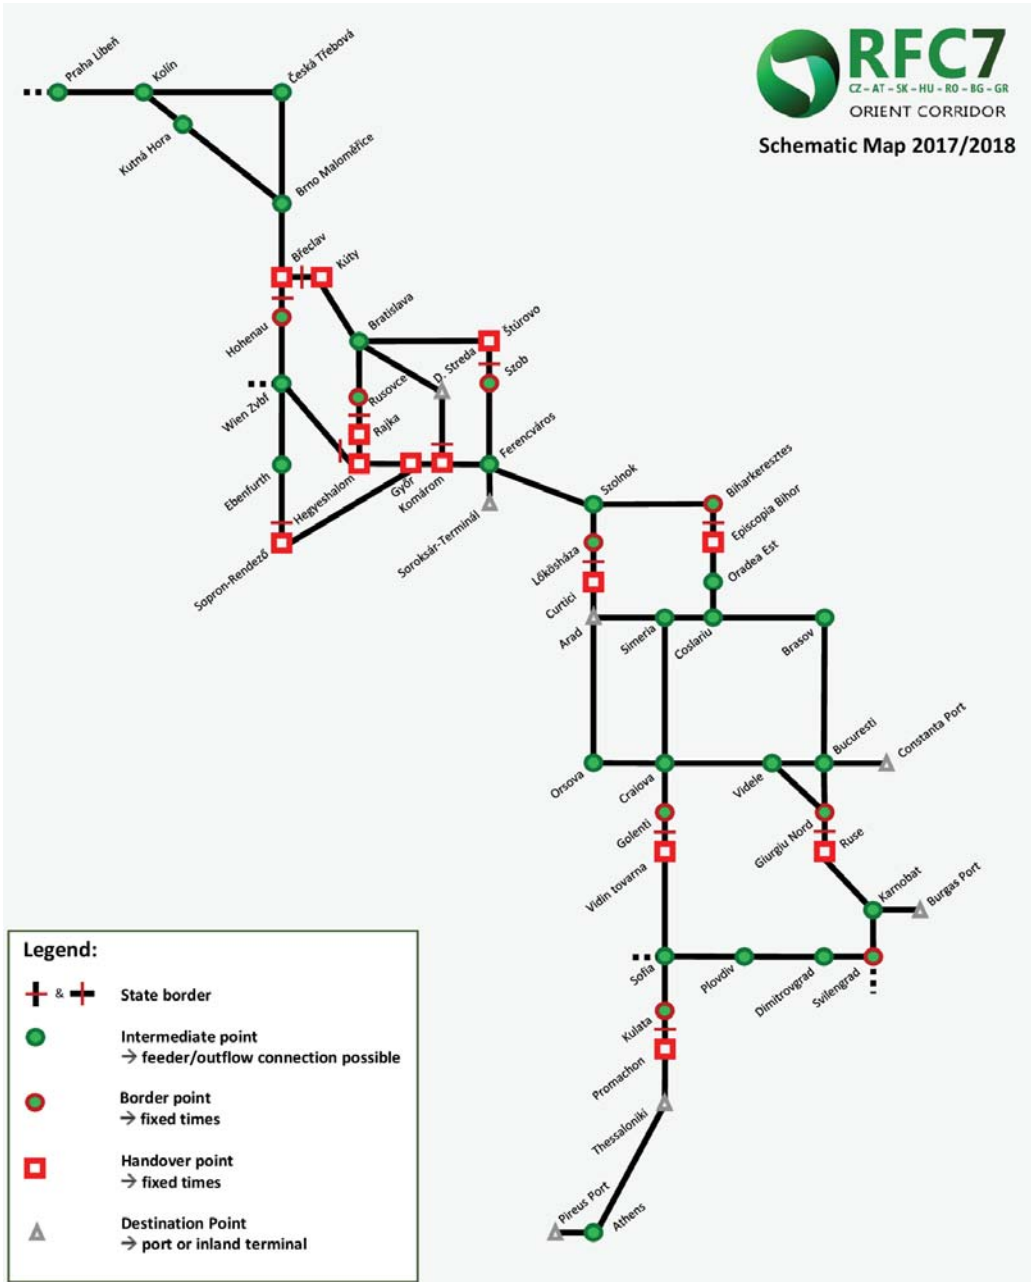 RFC7
CZ – AT – SK – HU – RO – BG – GR
ORIENT CORRIDOR
Schematic Map 2017/2018
Praha Libeň
Kolín
Česká Třebová
Kutná Hora
Brno Maloměřice
Břeclav
Kúty
Hohenau
Bratislava
Štúrovo
D. Streda
Szob
Wien Zvbf
Rusovce
Rajka
Ferencváros
Ebenfurth
Hegyeshalom
Győr
Komárom
Sopron-Rendező
Soroksár-Terminál
Szolnok
Biharkeresztes
Lőkösháza
Episcopia Bihor
Curtici
Oradea Est
Arad
Simeria
Coslariu
Brasov
Orsova
Craiova
Videle
Bucuresti
Constanta Port
Golenti
Giurgiu Nord
Ruse
Vidin tovarna
Karnobat
Burgas Port
Sofia
Plovdiv
Dimitrovgrad
Svilengrad
Kulata
Promachon
Thessaloniki
Pireus Port
Athens
Legend:
& State border
Intermediate point
→ feeder/outflow connection possible
Border point
→ fixed times
Handover point
→ fixed times
Destination Point
→ port or inland terminal